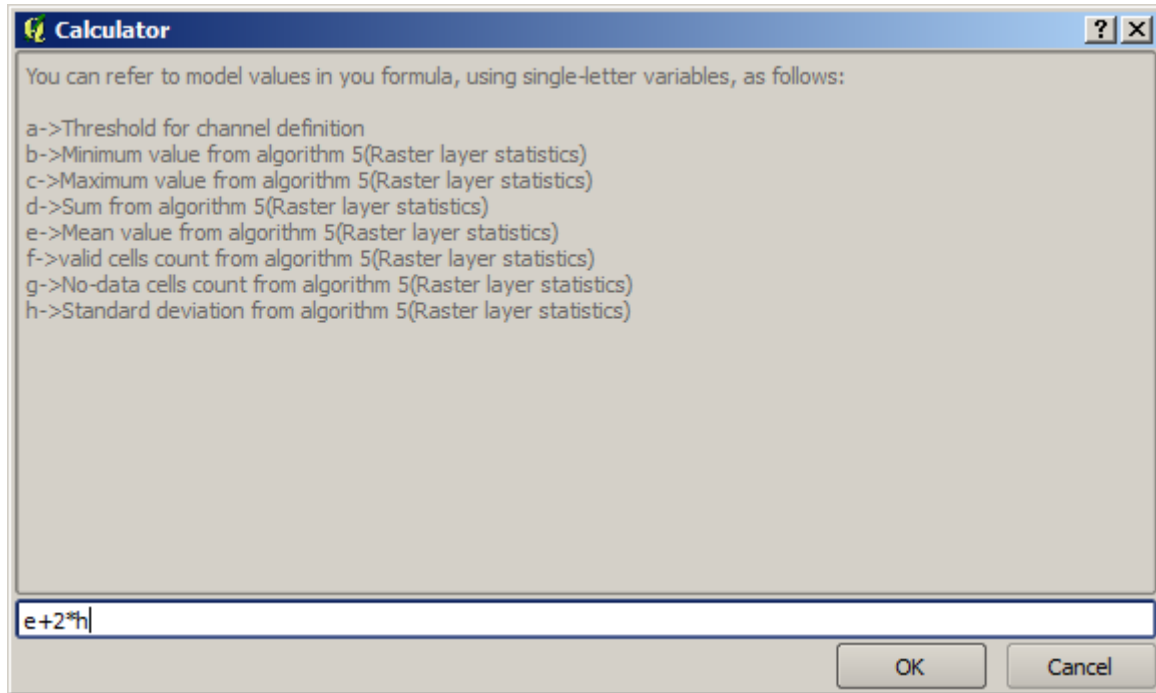 Calculator
You can refer to model values in you formula, using single-letter variables, as follows:
a->Threshold for channel definition
b->Minimum value from algorithm 5(Raster layer statistics)
c->Maximum value from algorithm 5(Raster layer statistics)
d->Sum from algorithm 5(Raster layer statistics)
e->Mean value from algorithm 5(Raster layer statistics)
f->valid cells count from algorithm 5(Raster layer statistics)
g->No-data cells count from algorithm 5(Raster layer statistics)
h->Standard deviation from algorithm 5(Raster layer statistics)
e+2*h
OK Cancel